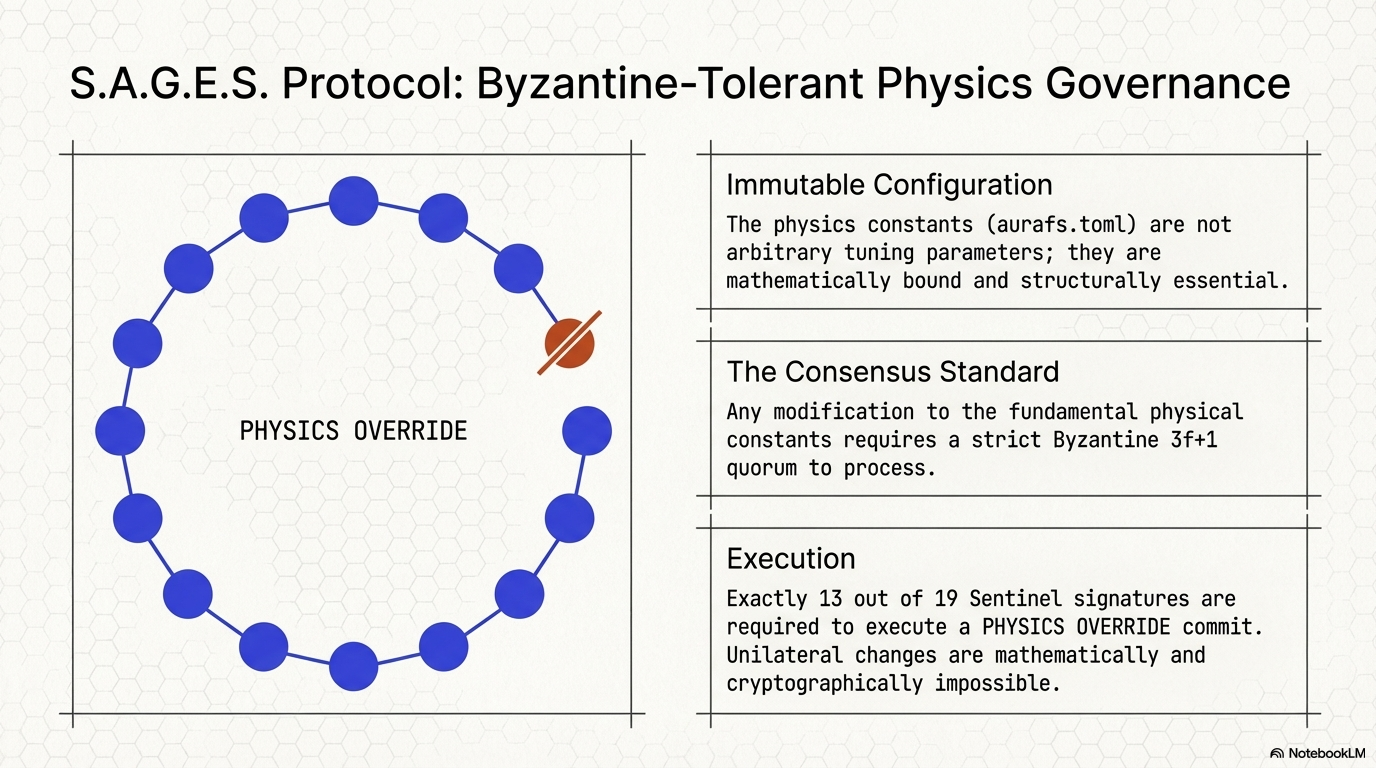 S.A.G.E.S. Protocol: Byzantine-Tolerant Physics Governance
PHYSICS OVERRIDE
Immutable Configuration
The physics constants (aurafs.toml) are not
arbitrary tuning parameters; they are
mathematically bound and structurally essential.
The Consensus Standard
Any modification to the fundamental physical
constants requires a strict Byzantine 3f+1
quorum to process.
Execution
Exactly 13 out of 19 Sentinel signatures are
required to execute a PHYSICS OVERRIDE commit.
Unilateral changes are mathematically and
cryptographically impossible.
NotebookLM